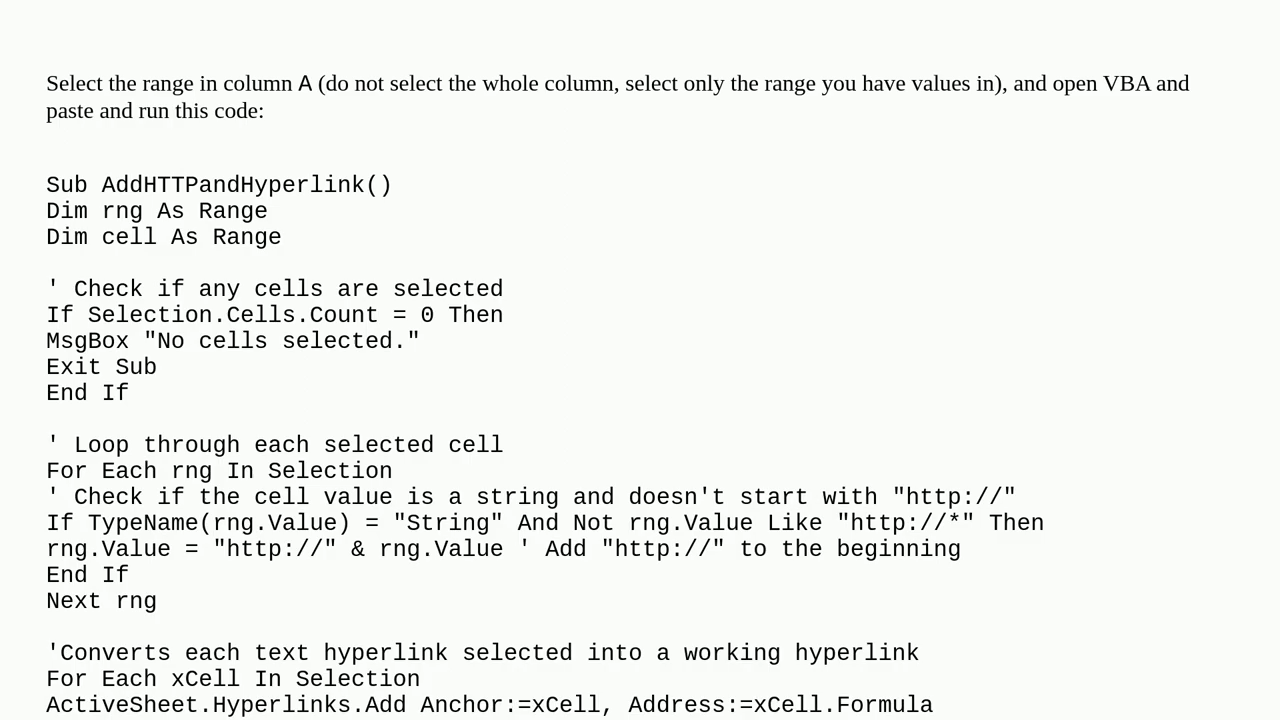 Select the range in column A (do not select the whole column, select only the range you have values in), and open VBA and
paste and run this code:
Sub AddHTTPandHyperlink()
Dim rng As Range
Dim cell As Range
' Check if any cells are selected
If Selection.Cells.Count = 0 Then
MsgBox "No cells selected."
Exit Sub
End If
' Loop through each selected cell
For Each rng In Selection
' Check if the cell value is a string and doesn't start with "http://"
If TypeName(rng.Value) = "String" And Not rng.Value Like "http://*" Then
rng.Value = "http://" & rng.Value ' Add "http://" to the beginning
End If
Next rng
'Converts each text hyperlink selected into a working hyperlink
For Each xCell In Selection
ActiveSheet.Hyperlinks.Add Anchor:=xCell, Address:=xCell.Formula